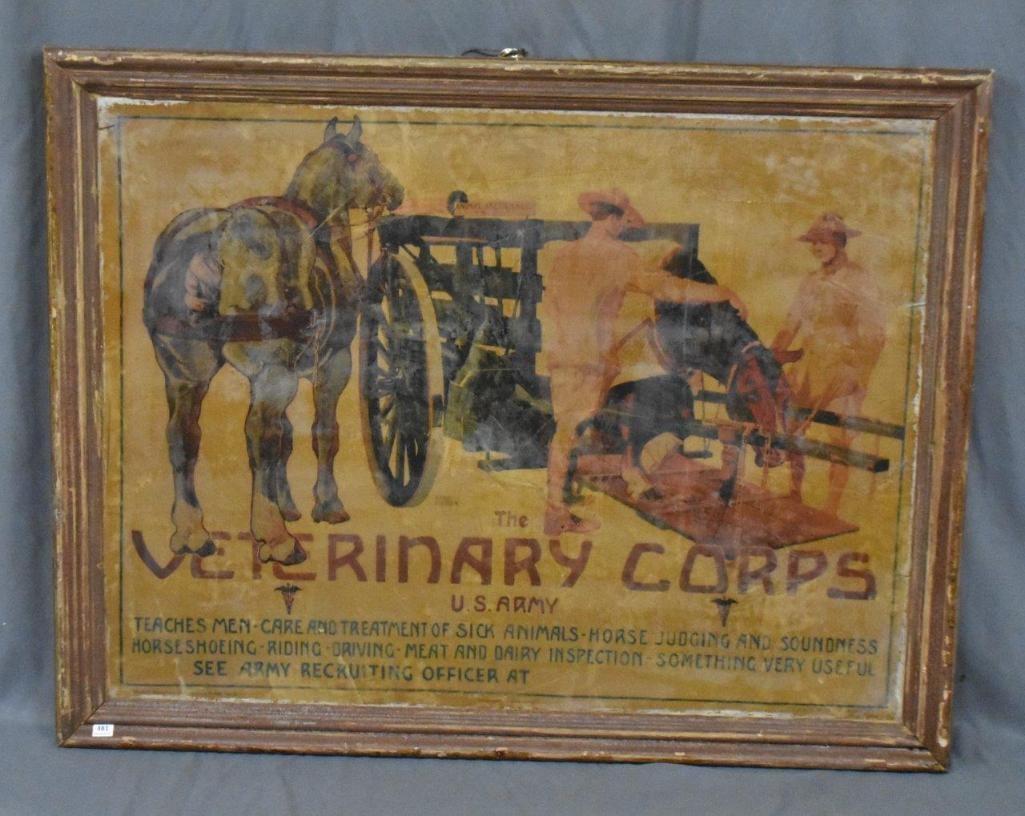 The
VETERINARY CORPS
U.S. ARMY
TEACHES MEN - CARE AND TREATMENT OF SICK ANIMALS - HORSE JUDGING AND SOUNDNESS
HORSESHOEING - RIDING - DRIVING - MEAT AND DAIRY INSPECTION - SOMETHING VERY USEFUL
SEE ARMY RECRUITING OFFICER AT